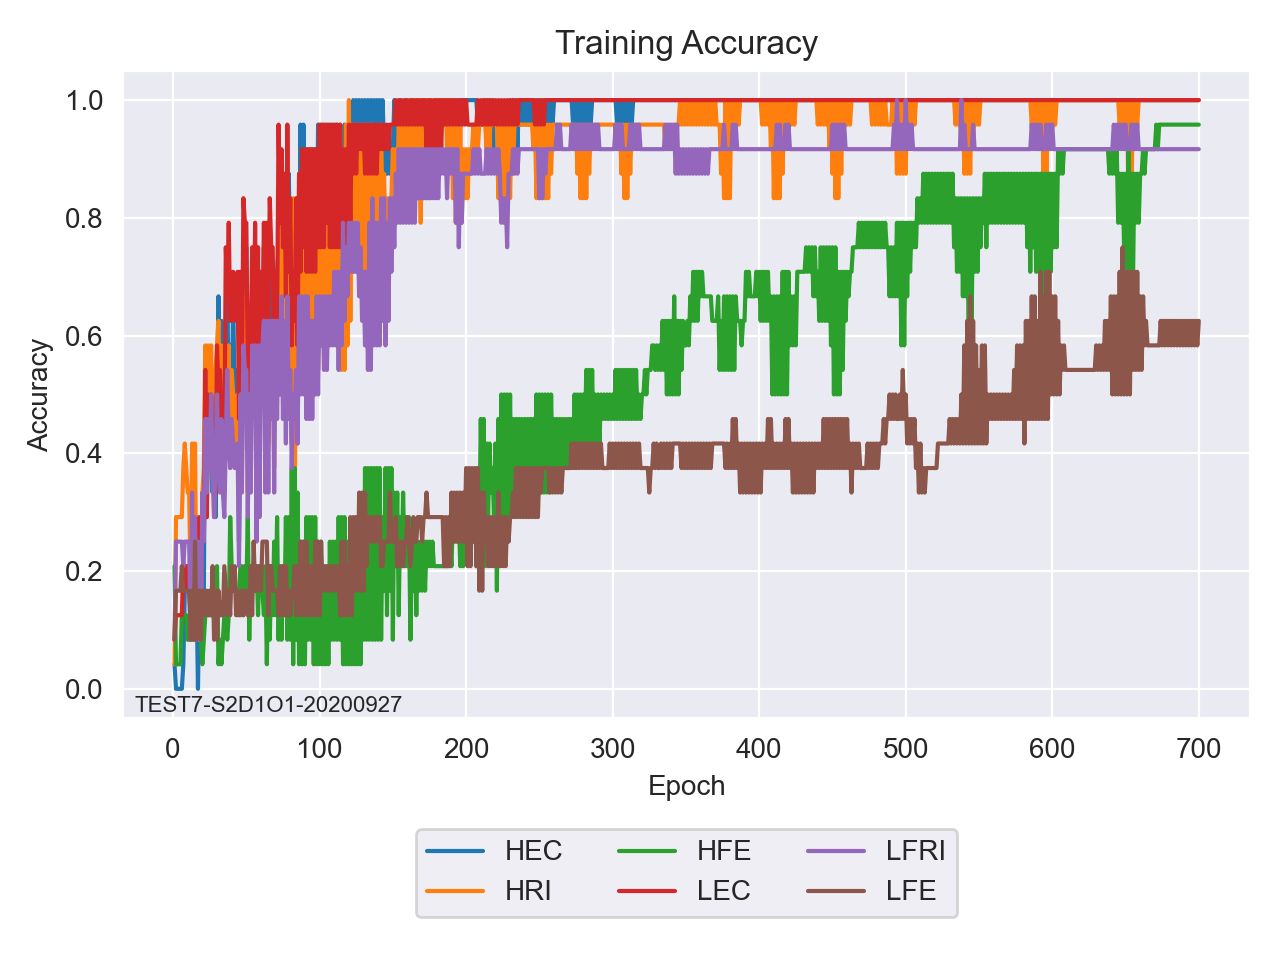 Training Accuracy
Accuracy
1.0
0.8
0.6
0.4
0.2
0.0
TEST7-S2D1O1-20200927
0 100 200 300 400 500 600 700
Epoch
HEC HFE LFRI
HRI LEC LFE